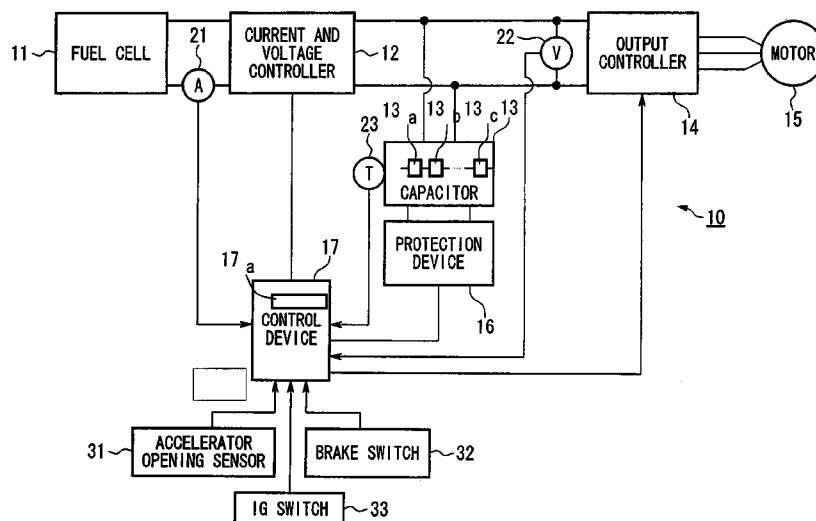 11
FUEL CELL
21
A
CURRENT AND
VOLTAGE
CONTROLLER
12
22
V
OUTPUT
CONTROLLER
14
MOTOR
15
13 a
13 b
13 c
13
23
T
CAPACITOR
10
PROTECTION
DEVICE
16
17 a
17
CONTROL
DEVICE
31
ACCELERATOR
OPENING SENSOR
BRAKE SWITCH
32
IG SWITCH
33